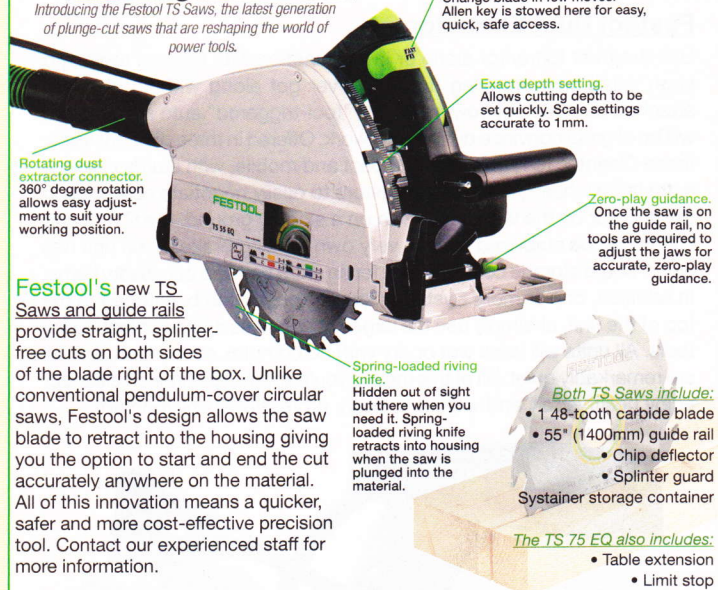 Introducing the Festool TS Saws, the latest generation
of plunge-cut saws that are reshaping the world of
power tools.
Allen key is stowed here for easy,
quick, safe access.
FAST
FIX
Exact depth setting.
Allows cutting depth to be
set quickly. Scale settings
accurate to 1mm.
Rotating dust
extractor connector.
360° degree rotation
allows easy adjust-
ment to suit your
working position.
FESTOOL
TS 55 EQ
Zero-play guidance.
Once the saw is on
the guide rail, no
tools are required to
adjust the jaws for
accurate, zero-play
guidance.
Festool's new TS
Saws and guide rails
provide straight, splinter-
free cuts on both sides
of the blade right of the box. Unlike
conventional pendulum-cover circular
saws, Festool's design allows the saw
blade to retract into the housing giving
you the option to start and end the cut
accurately anywhere on the material.
All of this innovation means a quicker,
safer and more cost-effective precision
tool. Contact our experienced staff for
more information.
Spring-loaded riving
knife.
Hidden out of sight
but there when you
need it. Spring-
loaded riving knife
retracts into housing
when the saw is
plunged into the
material.
Both TS Saws include:
• 1 48-tooth carbide blade
• 55" (1400mm) guide rail
• Chip deflector
• Splinter guard
Systainer storage container
The TS 75 EQ also includes:
• Table extension
• Limit stop